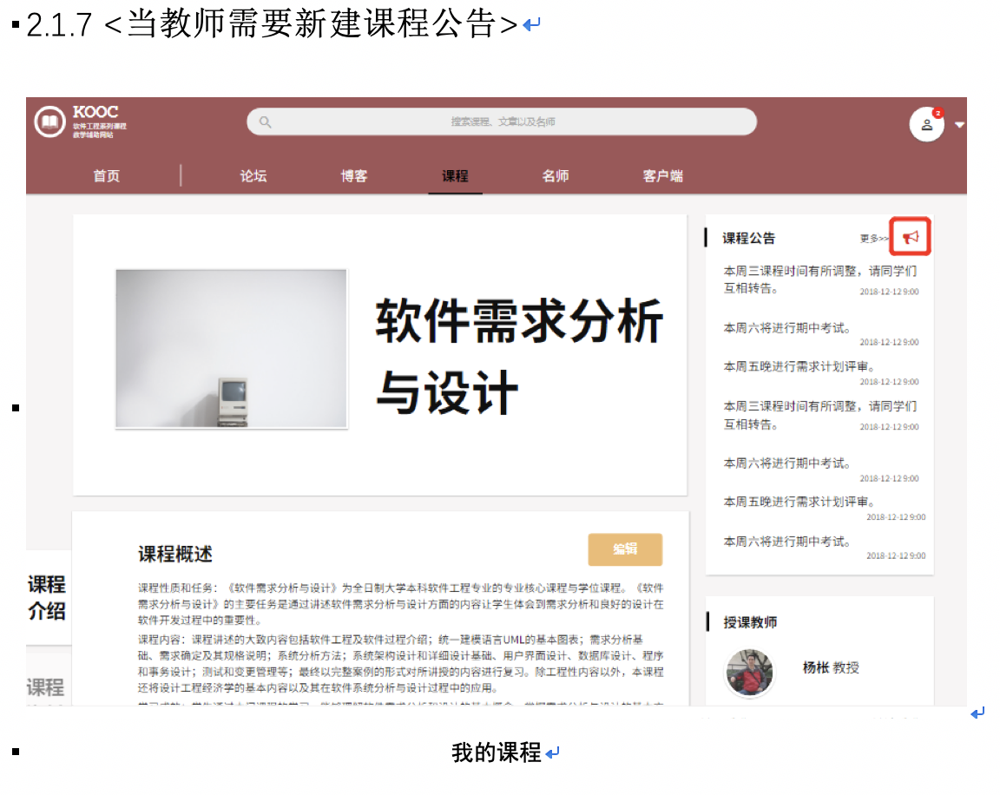 2.1.7 <当教师需要新建课程公告>
KOOC
软件工程系列课程
教学辅助网站
搜索课程、文章以及名师
2
首页
论坛
博客
课程
名师
客户端
软件需求分析
与设计
课程公告
更多>>
本周三课程时间有所调整，请同学们
互相转告。
2018-12-12 9:00
本周六将进行期中考试。
2018-12-12 9:00
本周五晚进行需求计划评审。
2018-12-12 9:00
本周三课程时间有所调整，请同学们
互相转告。
2018-12-12 9:00
本周六将进行期中考试。
2018-12-12 9:00
本周五晚进行需求计划评审。
2018-12-12 9:00
本周六将进行期中考试。
2018-12-12 9:00
课程
介绍
课程
课程概述
编辑
课程性质和任务：《软件需求分析与设计》为全日制大学本科软件工程专业的专业核心课程与学位课程。《软件
需求分析与设计》的主要任务是通过讲述软件需求分析与设计方面的内容让学生体会到需求分析和良好的设计在
软件开发过程中的重要性。
课程内容：课程讲述的大致内容包括软件工程及软件过程介绍；统一建模语言UML的基本图表；需求分析基
础、需求确定及其规格说明；系统分析方法；系统架构设计和详细设计基础、用户界面设计、数据库设计、程序
和事务设计；测试和变更管理等；最终以完整案例的形式对所讲授的内容进行复习。除工程性内容以外，本课程
还将设计工程经济学的基本内容以及其在软件系统分析与设计过程中的应用。
授课教师
杨枨 教授
我的课程